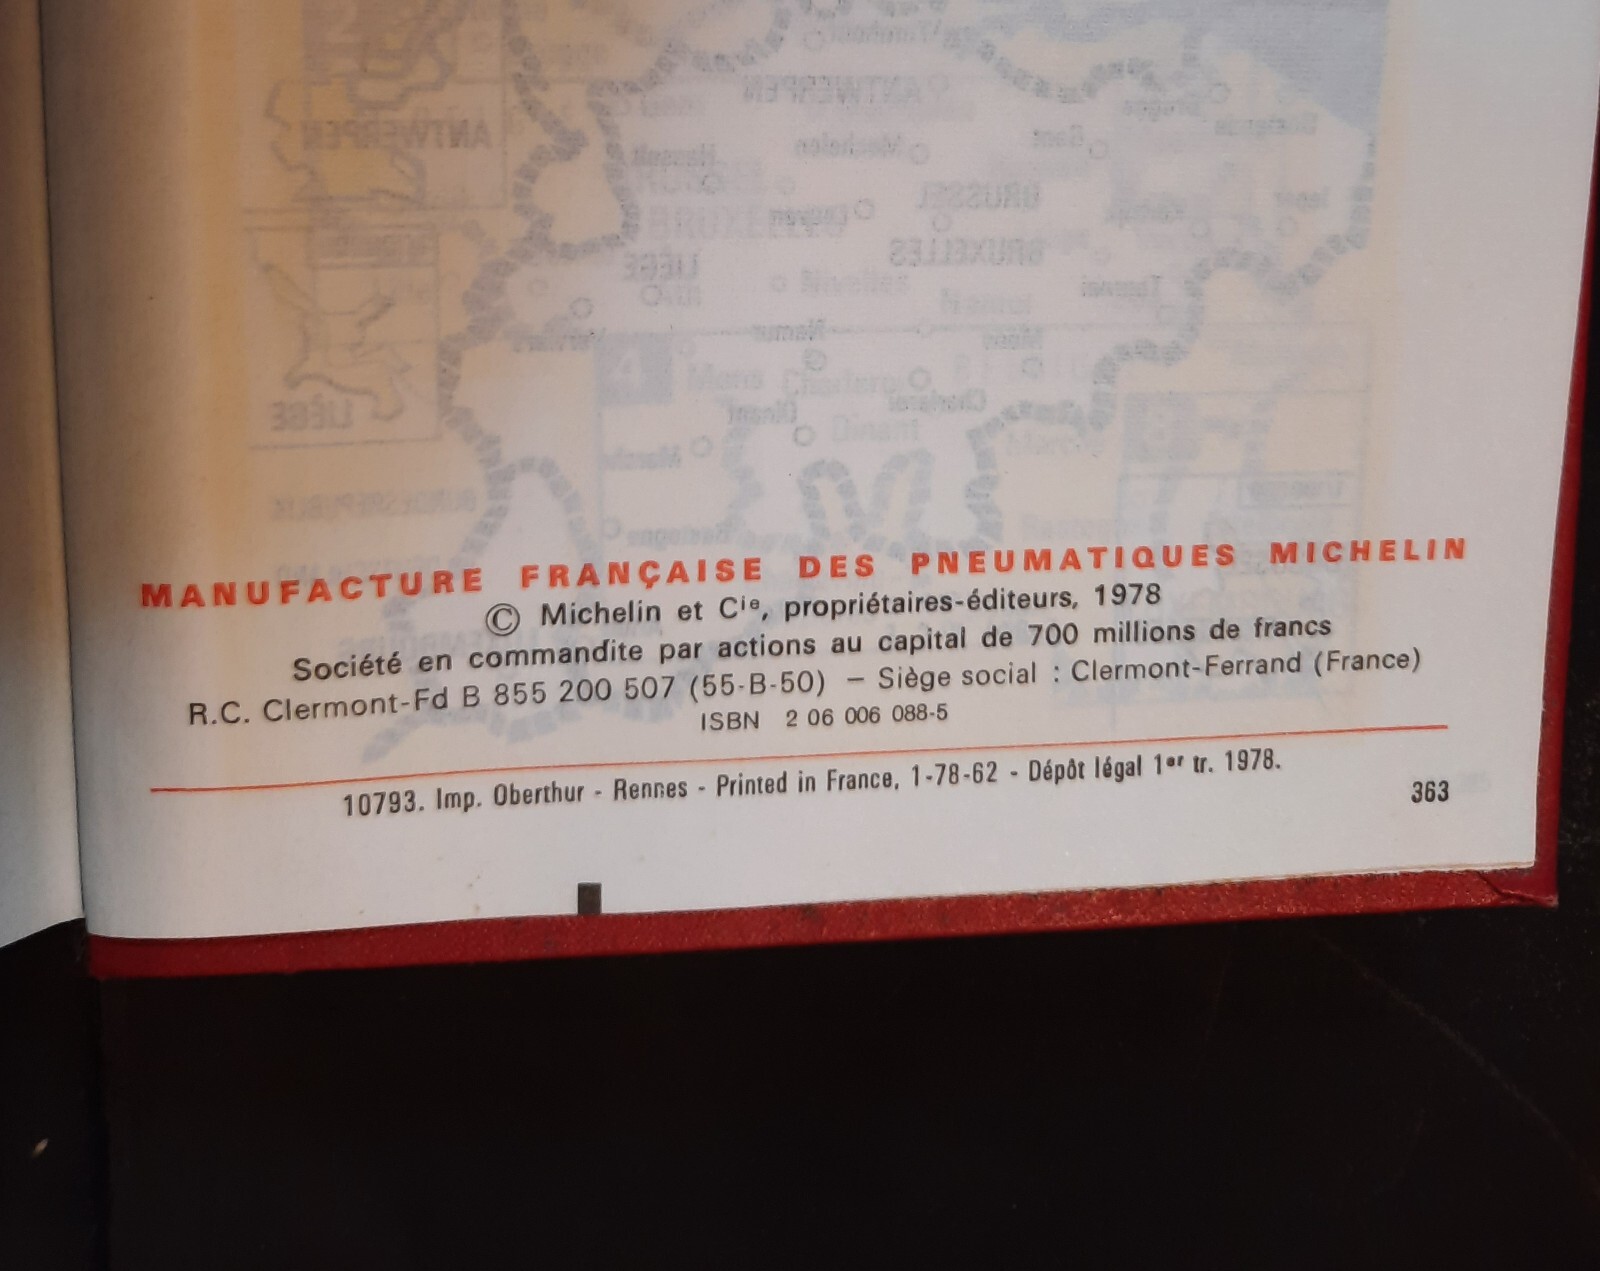 MANUFACTURE FRANÇAISE DES PNEUMATIQUES MICHELIN
© Michelin et Cie, propriétaires-éditeurs, 1978
Société en commandite par actions au capital de 700 millions de francs
R.C. Clermont-Fd B 855 200 507 (55-B-50) – Siège social : Clermont-Ferrand (France)
ISBN 2 06 006 088-5
10793. Imp. Oberthur - Rennes - Printed in France, 1-78-62 - Dépôt légal 1er tr. 1978.
363